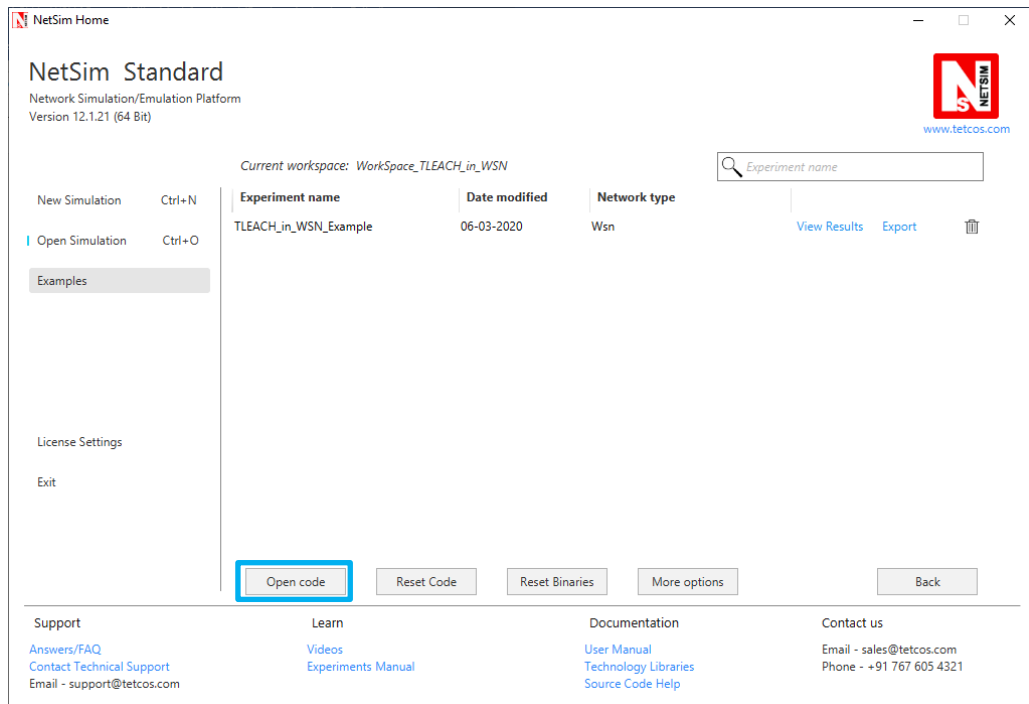 NetSim Home
NetSim Standard
Network Simulation/Emulation Platform
Version 12.1.21 (64 Bit)
NETSIM
www.tetcos.com
Current workspace: WorkSpace_TLEACH_in_WSN
Experiment name
New Simulation Ctrl+N
Open Simulation Ctrl+O
Examples
License Settings
Exit
Experiment name Date modified Network type
TLEACH_in_WSN_Example 06-03-2020 Wsn View Results Export
Open code Reset Code Reset Binaries More options Back
Support
Answers/FAQ
Contact Technical Support
Email - support@tetcos.com
Learn
Videos
Experiments Manual
Documentation
User Manual
Technology Libraries
Source Code Help
Contact us
Email - sales@tetcos.com
Phone - +91 767 605 4321